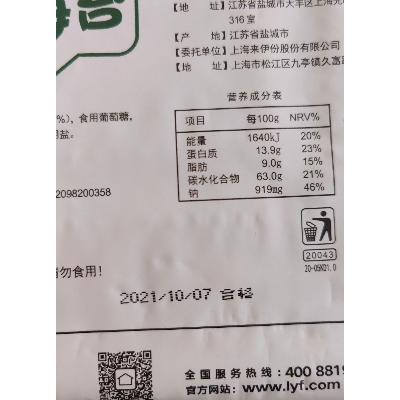 苔
【地 址】江苏省盐城市大丰区上海
316室
【产 地】江苏省盐城市
【委托单位】上海来伊份股份有限公司
【地 址】上海市松江区九亭镇久富
营养成分表
项目 每100g NRV%
能量 1640kJ 20%
蛋白质 13.9g 23%
脂肪 9.0g 15%
碳水化合物 63.0g 21%
钠 919mg 46%
%)，食用葡萄糖，
盐。
2098200358
20043
20-05N21.0
请勿食用！
2021/10/07 合格
全国服务热线：400 8819
官方网站：www.lyf.com